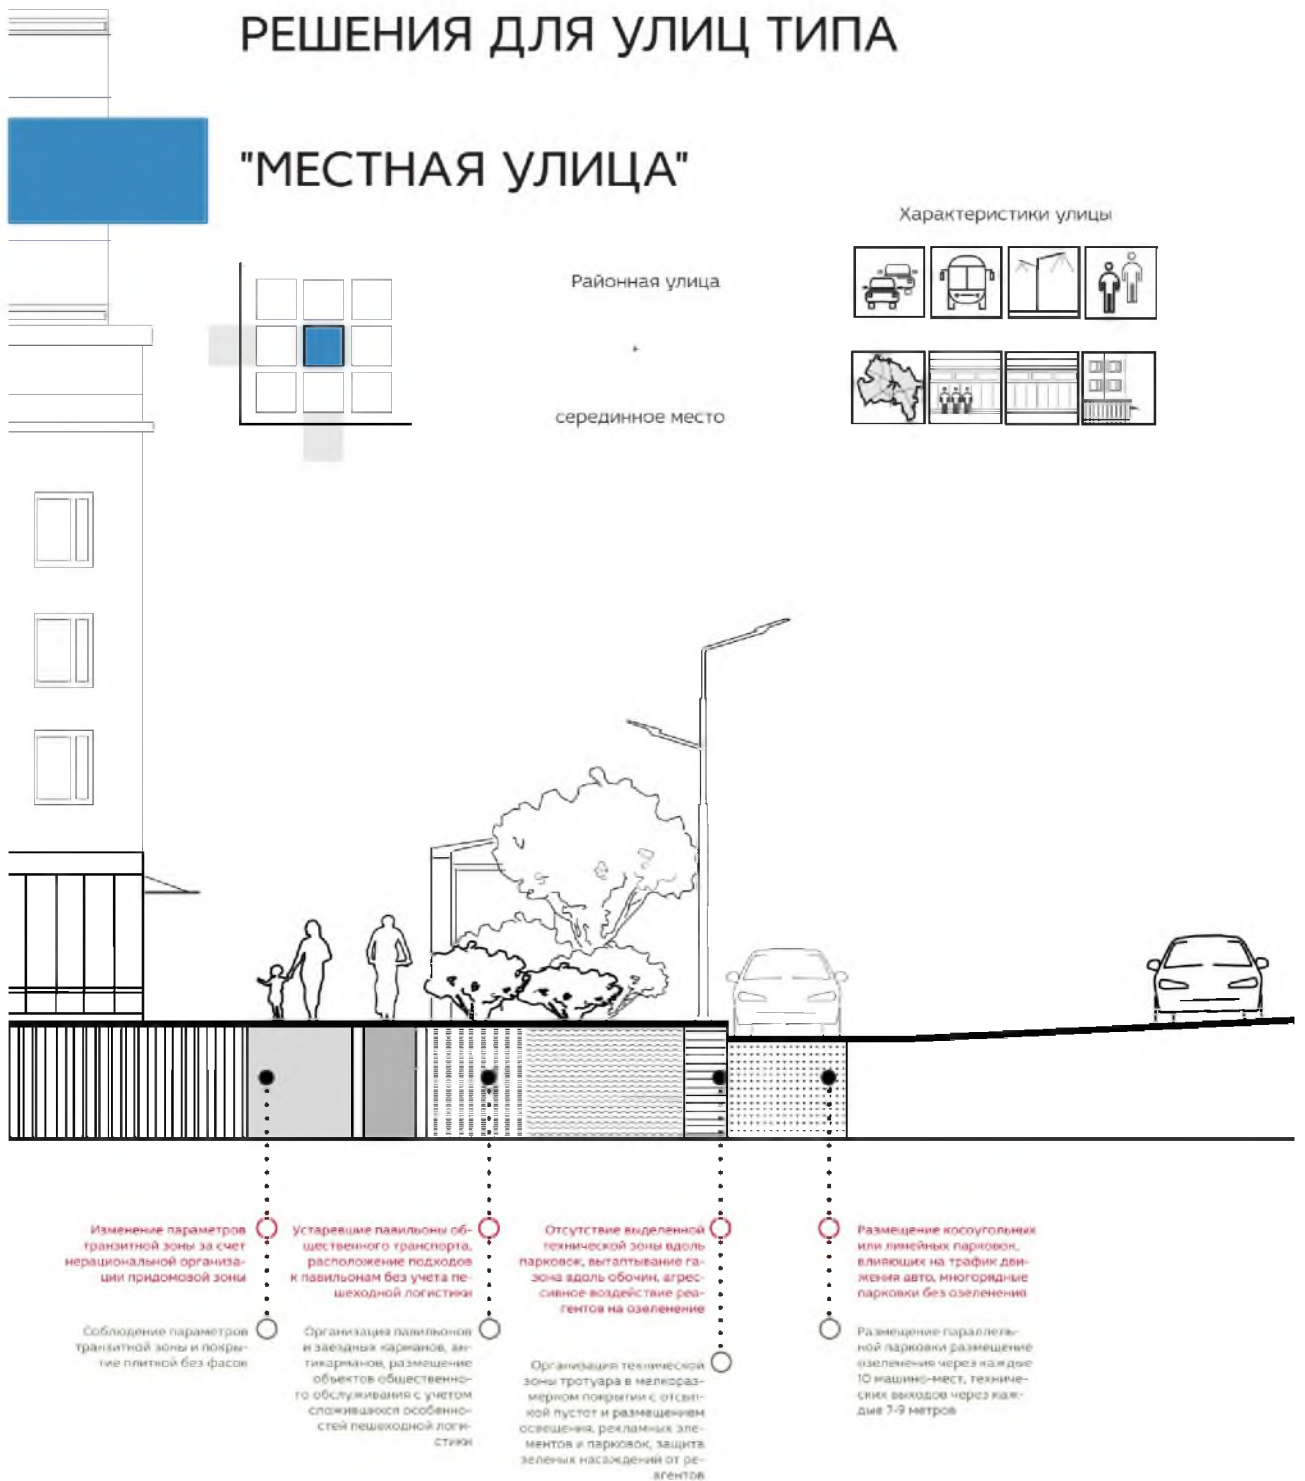 РЕШЕНИЯ ДЛЯ УЛИЦ ТИПА
"МЕСТНАЯ УЛИЦА"
Характеристики улицы
Районная улица
+
серединное место
Изменение параметров
транзитной зоны за счет
нерациональной организа-
ции придомовой зоны
Соблюдение параметров
транзитной зоны и покры-
тие плиткой без фасок
Устаревшие павильоны об-
щественного транспорта,
расположение подходов
к павильонам без учета пе-
шеходной логистики
Организация павильонов
и заездных карманов, ан-
тикарманов, размещение
объектов общественно-
го обслуживания с учетом
сложившихся особенно-
стей пешеходной логи-
стики
Отсутствие выделенной
технической зоны вдоль
парковок, вытаптывание га-
зона вдоль обочин, агрес-
сивное воздействие реа-
гентов на озеленение
Организация технической
зоны тротуара в мелкораз-
мерном покрытии с отсып-
кой пустот и размещением
освещения, рекламных эле-
ментов и парковок, защита
зеленых насаждений от ре-
агентов
Размещение косоугольных
или линейных парковок,
влияющих на трафик дви-
жения авто, многорядные
парковки без озеленения
Размещение параллель-
ной парковки размещение
озеленения через каждые
10 машино-мест, техниче-
ских выходов через каж-
дые 7-9 метров